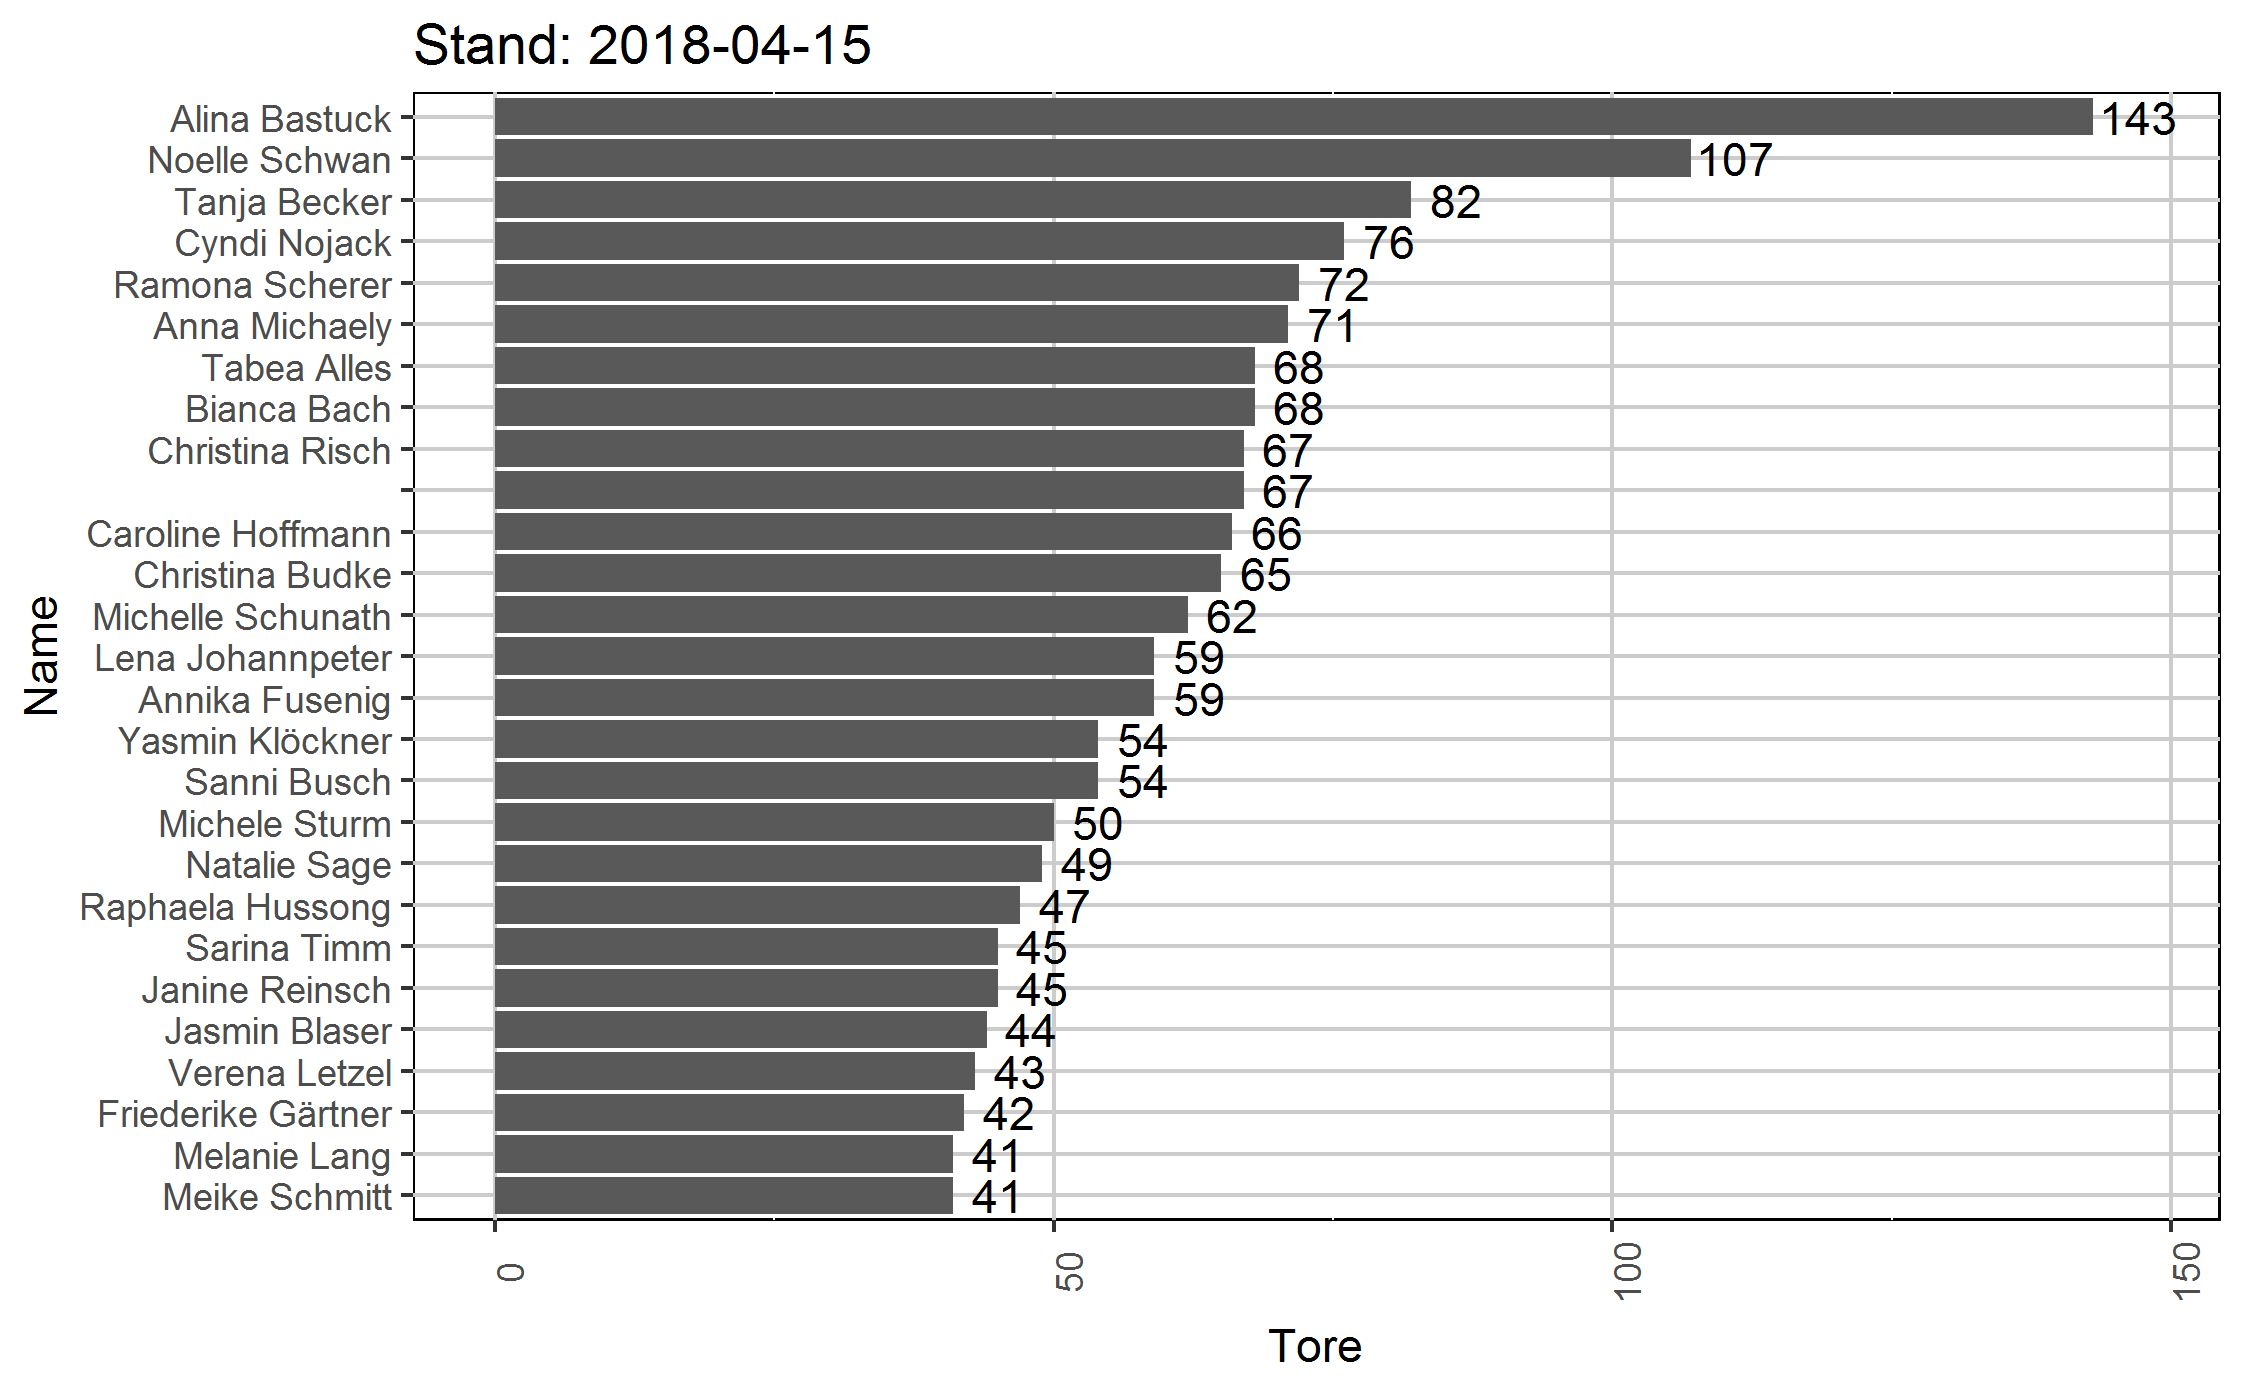 Stand: 2018-04-15
Alina Bastuck 143
Noelle Schwan 107
Tanja Becker 82
Cyndi Nojack 76
Ramona Scherer 72
Anna Michaely 71
Tabea Alles 68
Bianca Bach 68
Christina Risch 67
67
Caroline Hoffmann 66
Christina Budke 65
Michelle Schunath 62
Lena Johannpeter 59
Annika Fusenig 59
Yasmin Klöckner 54
Sanni Busch 54
Michele Sturm 50
Natalie Sage 49
Raphaela Hussong 47
Sarina Timm 45
Janine Reinsch 45
Jasmin Blaser 44
Verena Letzel 43
Friederike Gärtner 42
Melanie Lang 41
Meike Schmitt 41
Name
0 50 100 150
Tore